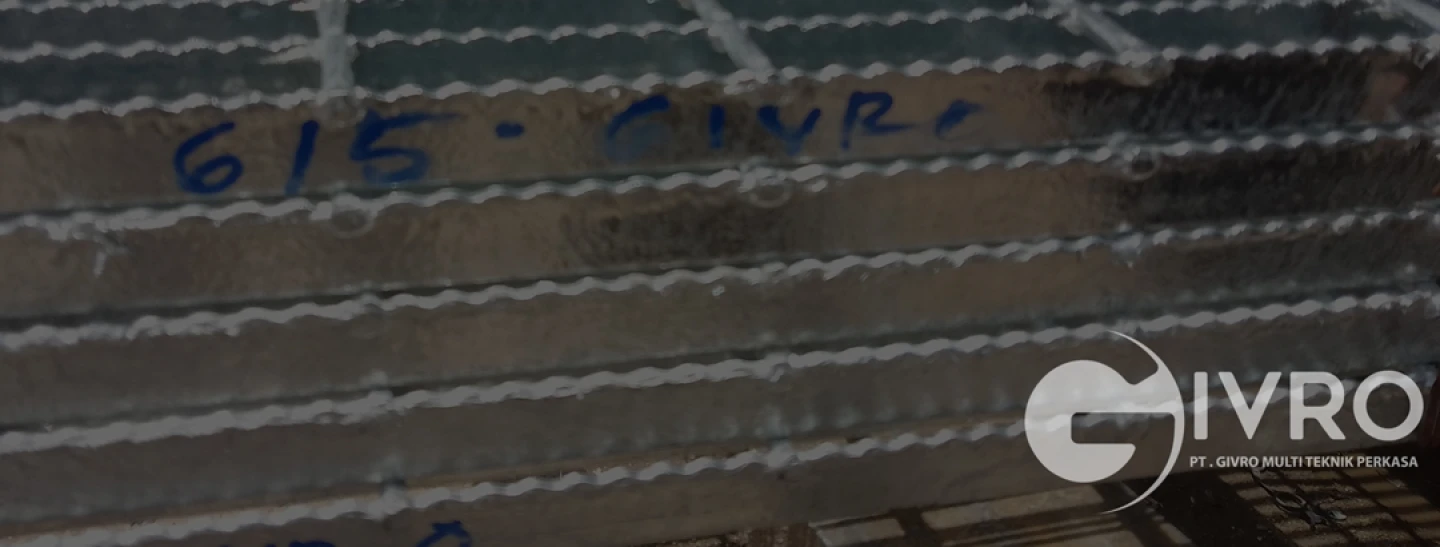 615 - GIVRO
GIVRO
PT . GIVRO MULTI TEKNIK PERKASA